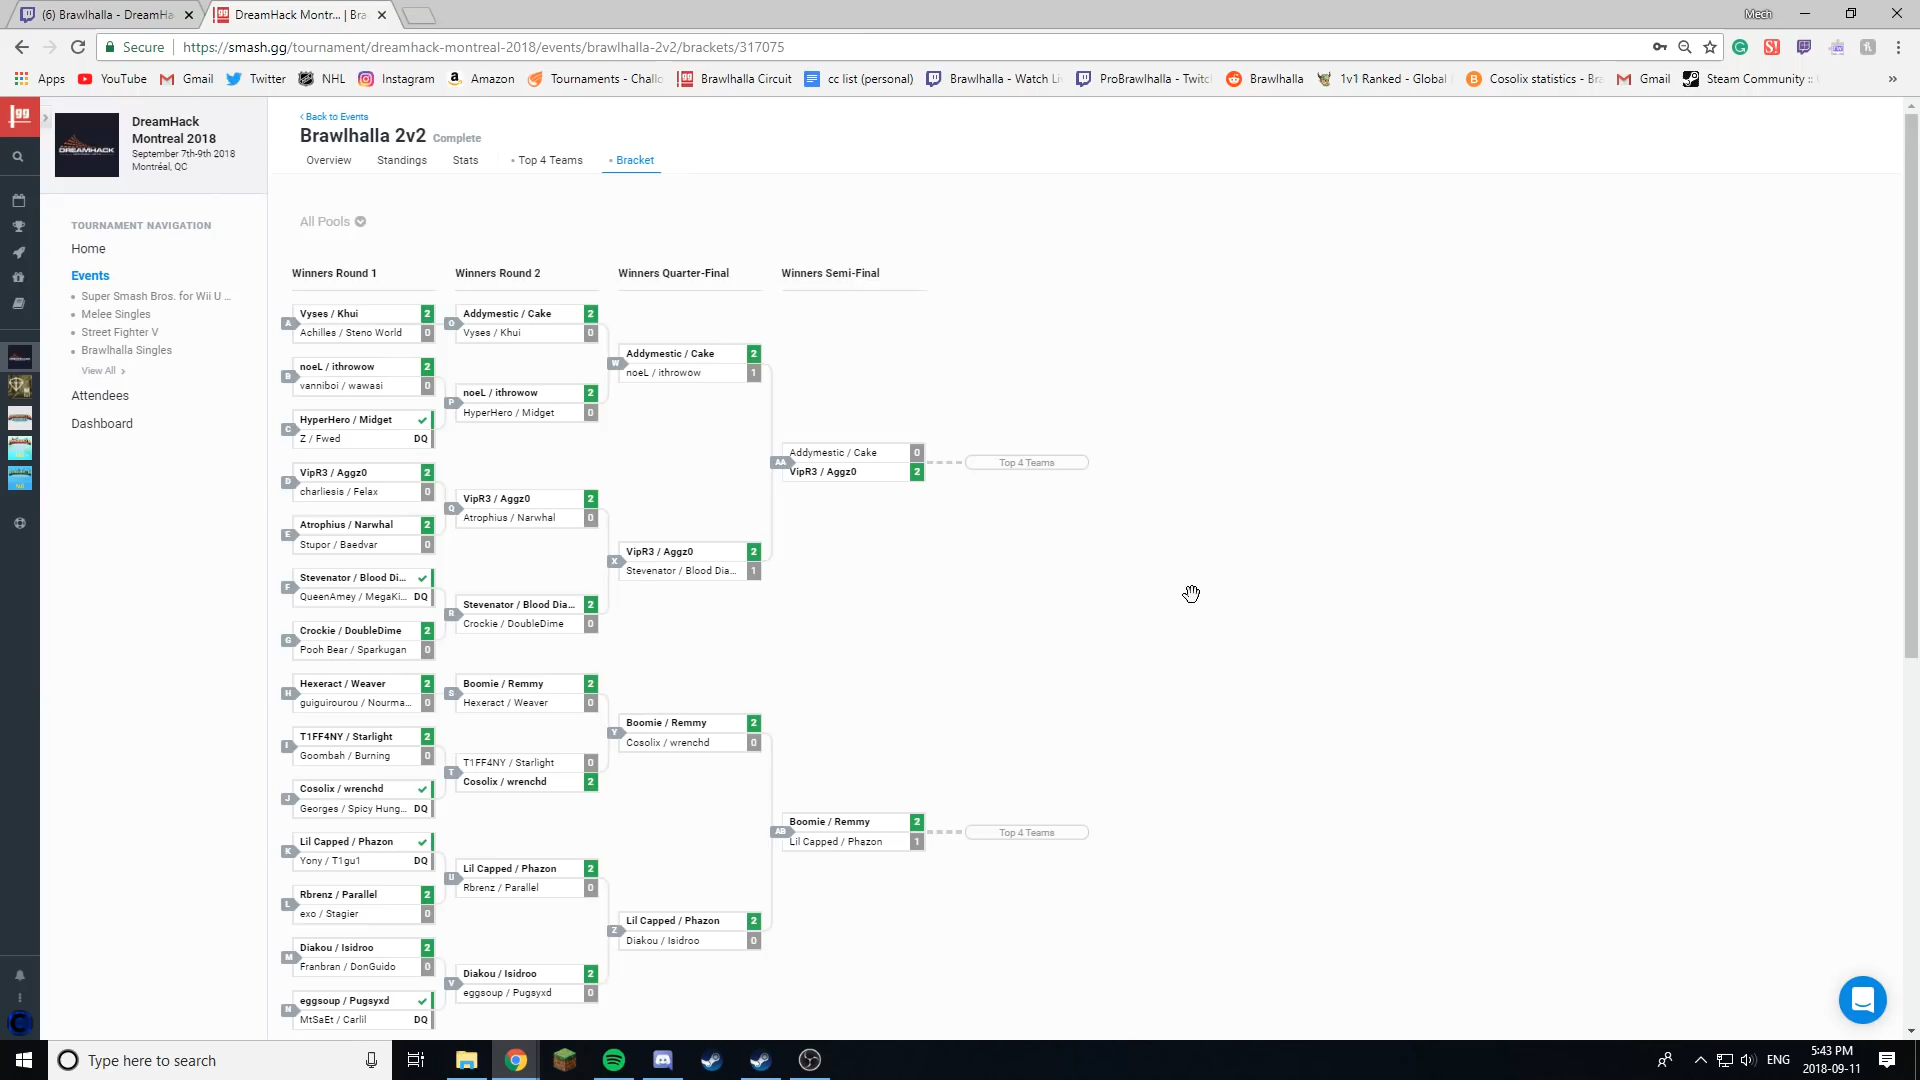 (6) Brawlhalla - DreamHa
DreamHack Montr... | Bra
Mech
Secure
https://smash.gg/tournament/dreamhack-montreal-2018/events/brawlhalla-2v2/brackets/317075
Apps
YouTube
Gmail
Twitter
NHL
Instagram
Amazon
Tournaments - Challo
Brawlhalla Circuit
cc list (personal)
Brawlhalla - Watch Li
ProBrawlhalla - Twitc
Brawlhalla
1v1 Ranked - Global
Cosolix statistics - Bra
Gmail
Steam Community ::
»
.gg
DREAMHACK
DreamHack
Montreal 2018
September 7th-9th 2018
Montréal, QC
TOURNAMENT NAVIGATION
Home
Events
Super Smash Bros. for Wii U ...
Melee Singles
Street Fighter V
Brawlhalla Singles
View All >
Attendees
Dashboard
‹ Back to Events
Brawlhalla 2v2 Complete
Overview
Standings
Stats
• Top 4 Teams
• Bracket
All Pools
Winners Round 1
Winners Round 2
Winners Quarter-Final
Winners Semi-Final
A
Vyses / Khui 2
Achilles / Steno World 0
B
noeL / ithrowow 2
vanniboi / wawasi 0
C
HyperHero / Midget ✓
Z / Fwed DQ
D
VipR3 / Aggz0 2
charliesis / Felax 0
E
Atrophius / Narwhal 2
Stupor / Baedvar 0
F
Stevenator / Blood Di... ✓
QueenAmey / MegaKi... DQ
G
Crockie / DoubleDime 2
Pooh Bear / Sparkugan 0
H
Hexeract / Weaver 2
guiguirourou / Nourma... 0
I
T1FF4NY / Starlight 2
Goombah / Burning 0
J
Cosolix / wrenchd ✓
Georges / Spicy Hung... DQ
K
Lil Capped / Phazon ✓
Yony / T1gu1 DQ
L
Rbrenz / Parallel 2
exo / Stagier 0
M
Diakou / Isidroo 2
Franbran / DonGuido 0
N
eggsoup / Pugsyxd ✓
MtSaEt / Carlil DQ
O
Addymestic / Cake 2
Vyses / Khui 0
P
noeL / ithrowow 2
HyperHero / Midget 0
Q
VipR3 / Aggz0 2
Atrophius / Narwhal 0
R
Stevenator / Blood Dia... 2
Crockie / DoubleDime 0
S
Boomie / Remmy 2
Hexeract / Weaver 0
T
T1FF4NY / Starlight 0
Cosolix / wrenchd 2
U
Lil Capped / Phazon 2
Rbrenz / Parallel 0
V
Diakou / Isidroo 2
eggsoup / Pugsyxd 0
W
Addymestic / Cake 2
noeL / ithrowow 1
X
VipR3 / Aggz0 2
Stevenator / Blood Dia... 1
Y
Boomie / Remmy 2
Cosolix / wrenchd 0
Z
Lil Capped / Phazon 2
Diakou / Isidroo 0
AA
Addymestic / Cake 0
VipR3 / Aggz0 2
Top 4 Teams
AB
Boomie / Remmy 2
Lil Capped / Phazon 1
Top 4 Teams
Type here to search
ENG
5:43 PM
2018-09-11